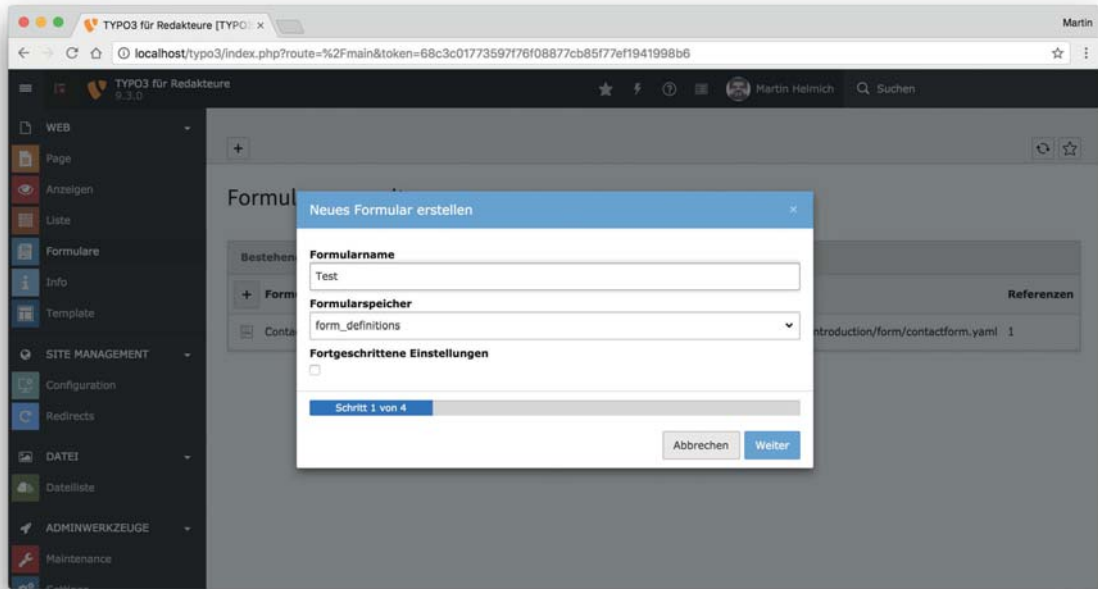 TYPO3 für Redakteure [TYPO3 ×
Martin
localhost/typo3/index.php?route=%2Fmain&token=68c3c01773597f76f08877cb85f77ef1941998b6
TYPO3 für Redakteure
9.3.0
Martin Helmich
Suchen
WEB
Page
Anzeigen
Liste
Formulare
Info
Template
SITE MANAGEMENT
Configuration
Redirects
DATEI
Dateiliste
ADMINWERKZEUGE
Maintenance
Settings
Formul
Bestehen
Form
Referenzen
Conta
ntroduction/form/contactform.yaml 1
Neues Formular erstellen ×
Formularname
Test
Formularspeicher
form_definitions
Fortgeschrittene Einstellungen
Schritt 1 von 4
Abbrechen Weiter